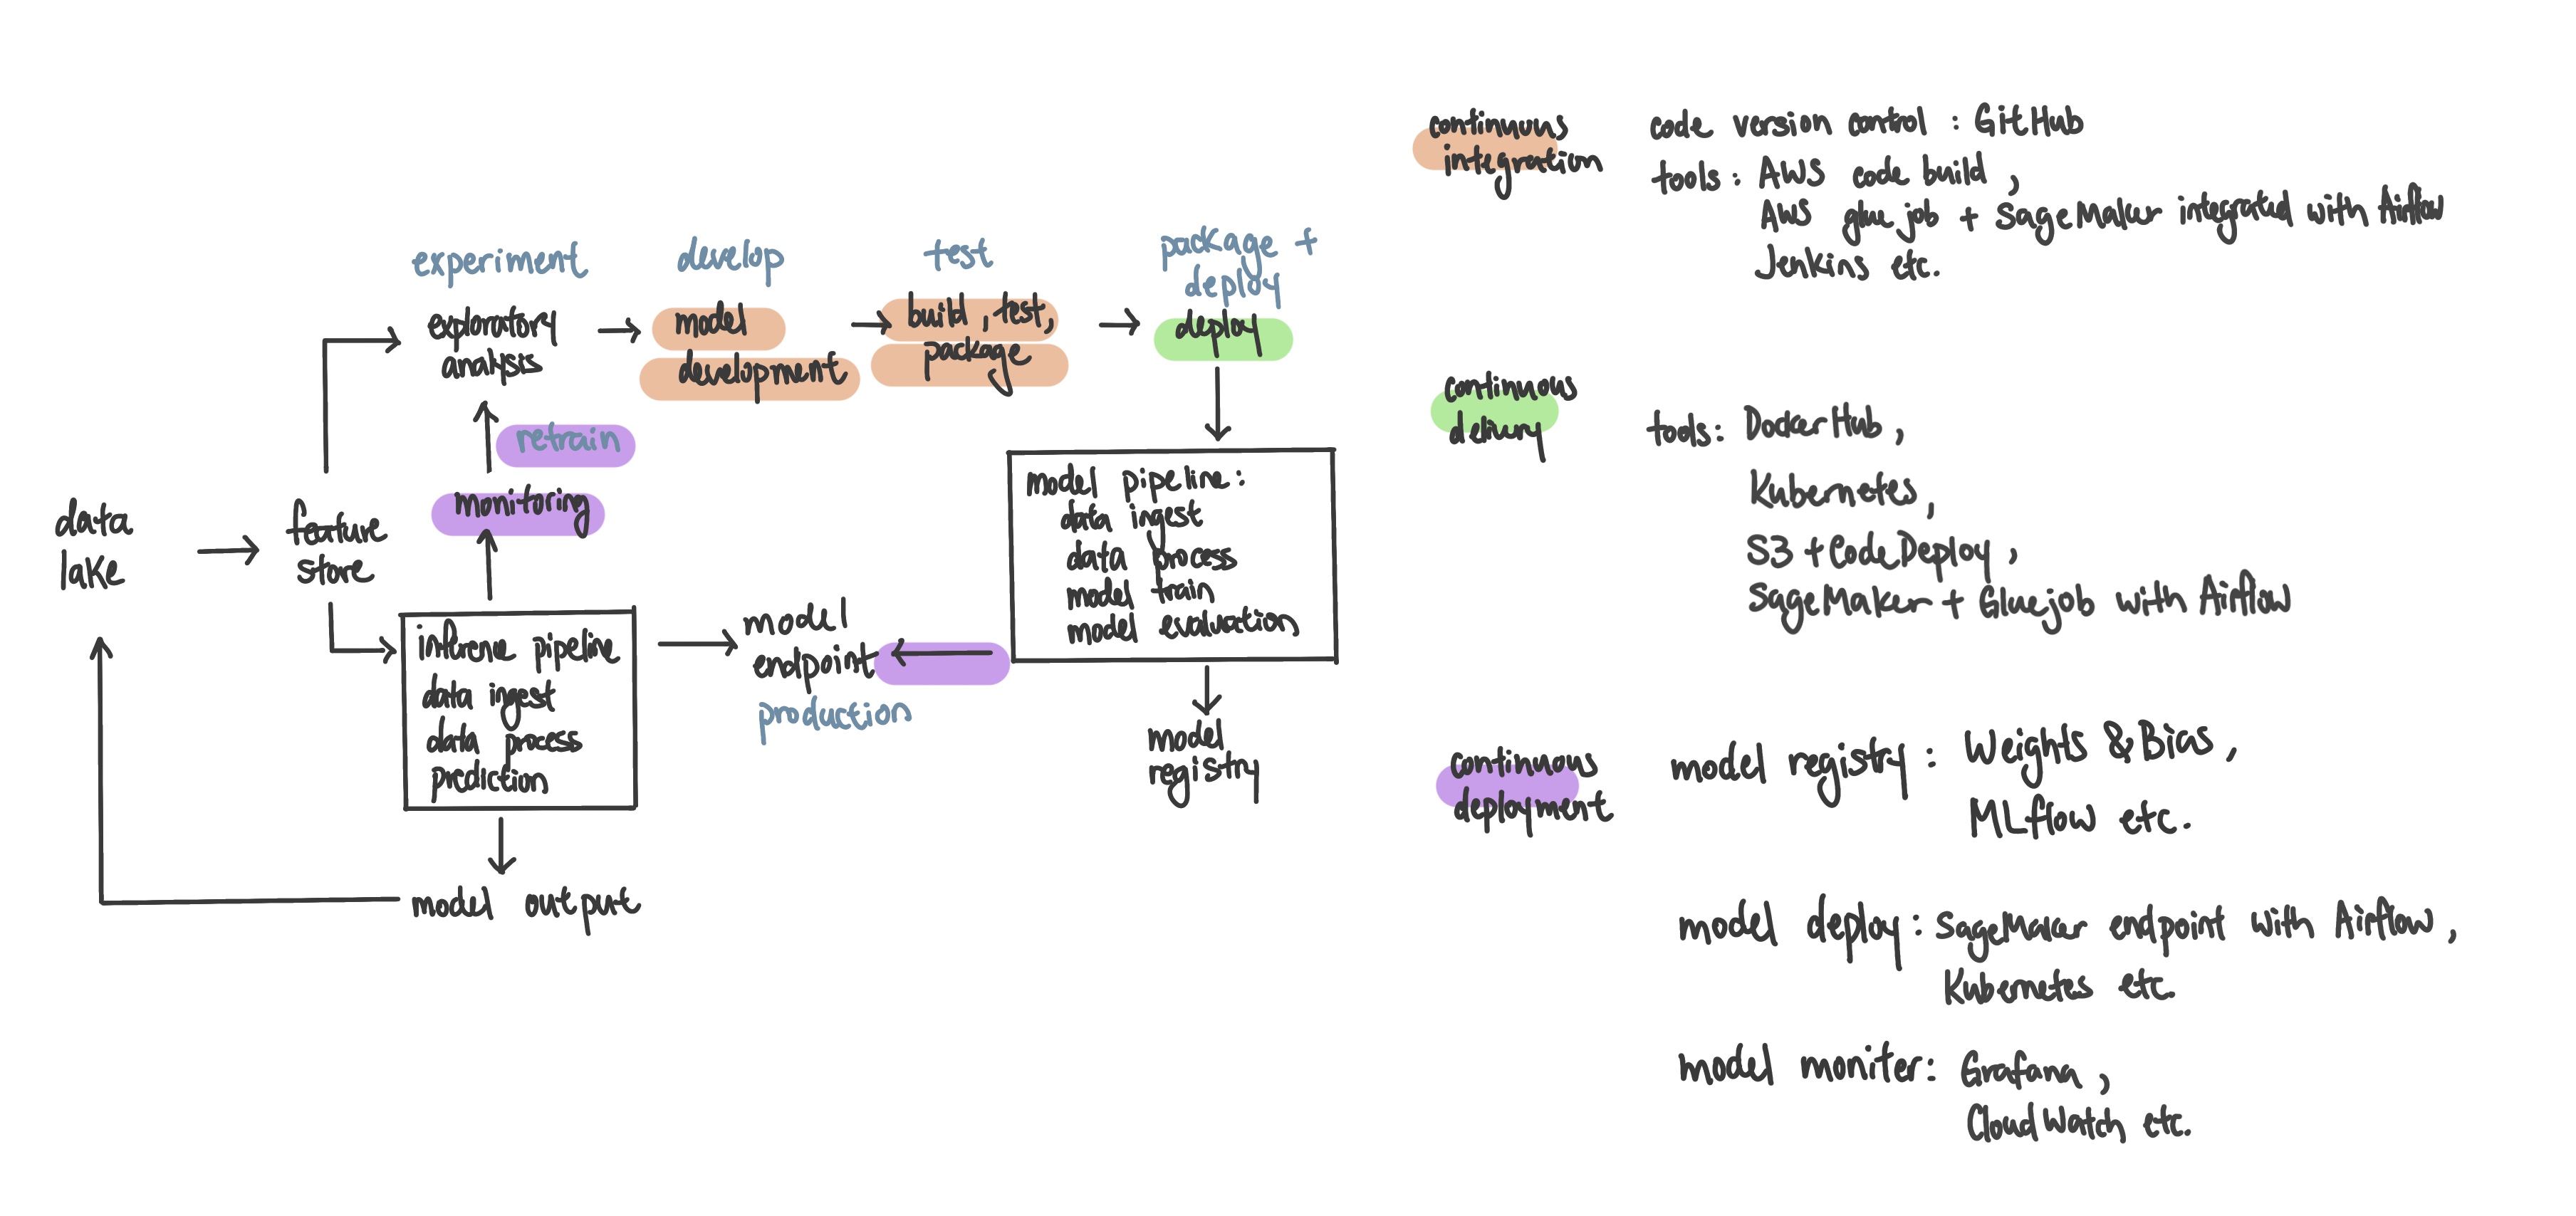 experiment
develop
test
package +
deploy
exploratory
analysis
model
development
build, test,
package
deploy
retrain
monitoring
data
lake
feature
store
inference pipeline
data ingest
data process
prediction
model
endpoint
production
model pipeline:
data ingest
data process
model train
model evaluation
model
registry
model output
continuous
integration
code version control : GitHub
tools: AWS code build,
AWS glue job + SageMaker integrated with Airflow
Jenkins etc.
continuous
delivery
tools: DockerHub,
Kubernetes,
S3 + CodeDeploy,
SageMaker + Gluejob with Airflow
continuous
deployment
model registry : Weights & Bias,
MLflow etc.
model deploy: SageMaker endpoint with Airflow,
Kubernetes etc.
model moniter: Grafana,
CloudWatch etc.